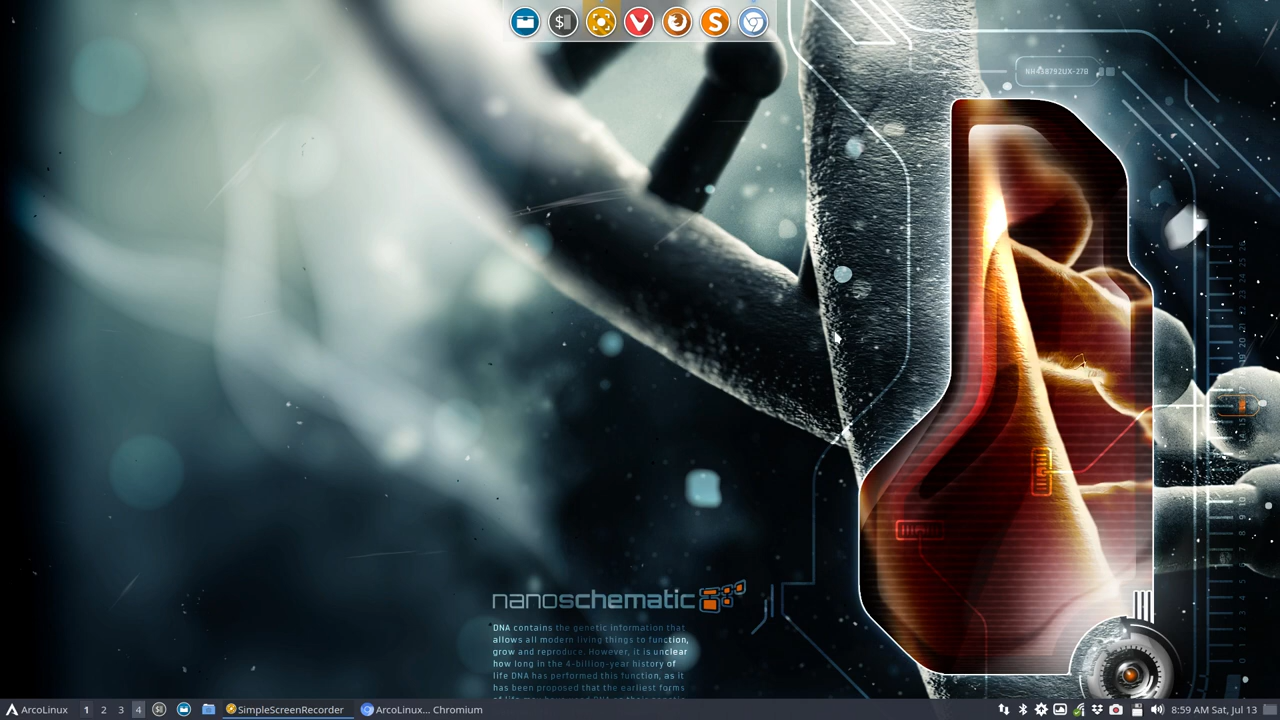 NH438792UX-27B
nanoschematic
DNA contains the genetic information that
allows all modern living things to function,
grow and reproduce. However, it is unclear
how long in the 4-billion-year history of
life DNA has performed this function, as it
has been proposed that the earliest forms
ArcoLinux
1
2
3
4
SimpleScreenRecorder
ArcoLinux... Chromium
8:59 AM Sat, Jul 13